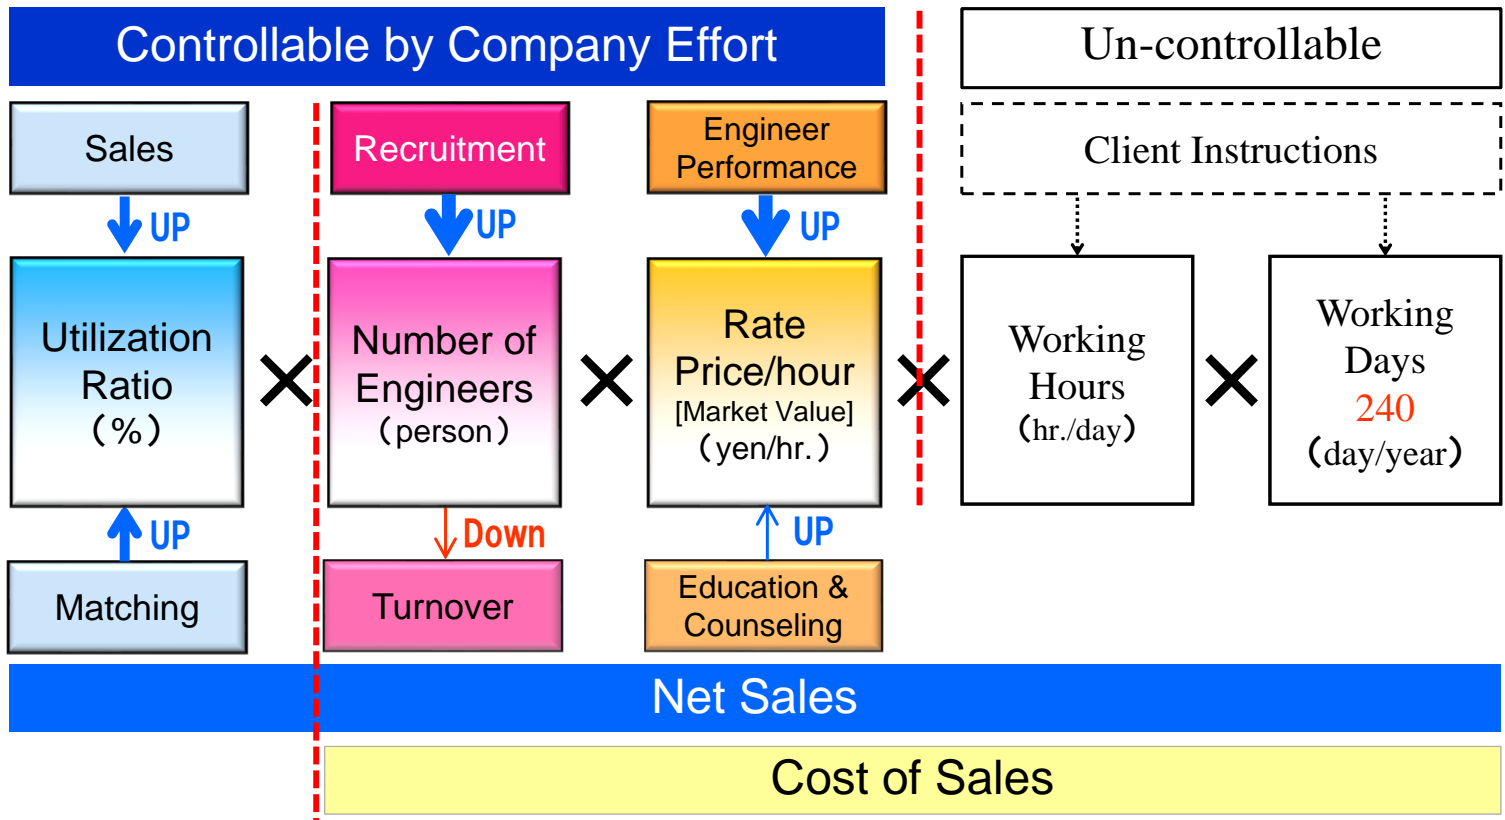 Controllable by Company Effort
Un-controllable
Sales
Recruitment
Engineer
Performance
Client Instructions
UP
UP
UP
Utilization
Ratio
（%）
×
Number of
Engineers
（person）
×
Rate
Price/hour
[Market Value]
（yen/hr.）
×
Working
Hours
（hr./day）
×
Working
Days
240
（day/year）
UP
Down
UP
Matching
Turnover
Education &
Counseling
Net Sales
Cost of Sales